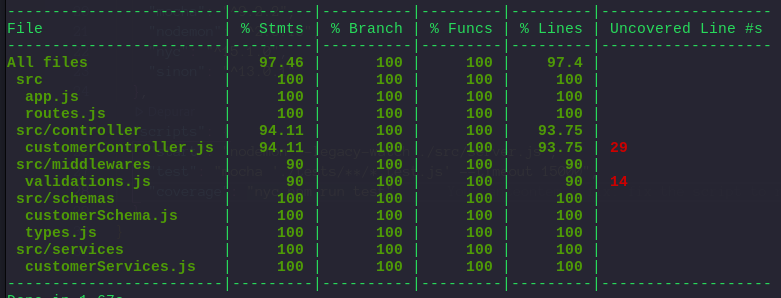 ------------------------|---------|----------|---------|---------|-------------------
File                    | % Stmts | % Branch | % Funcs | % Lines | Uncovered Line #s
------------------------|---------|----------|---------|---------|-------------------
All files               |   97.46 |      100 |     100 |    97.4 |
 src                    |     100 |      100 |     100 |     100 |
  app.js                |     100 |      100 |     100 |     100 |
  routes.js             |     100 |      100 |     100 |     100 |
 src/controller         |   94.11 |      100 |     100 |   93.75 |
  customerController.js |   94.11 |      100 |     100 |   93.75 | 29
 src/middlewares        |      90 |      100 |     100 |      90 |
  validations.js        |      90 |      100 |     100 |      90 | 14
 src/schemas            |     100 |      100 |     100 |     100 |
  customerSchema.js     |     100 |      100 |     100 |     100 |
  types.js              |     100 |      100 |     100 |     100 |
 src/services           |     100 |      100 |     100 |     100 |
  customerServices.js   |     100 |      100 |     100 |     100 |
------------------------|---------|----------|---------|---------|-------------------